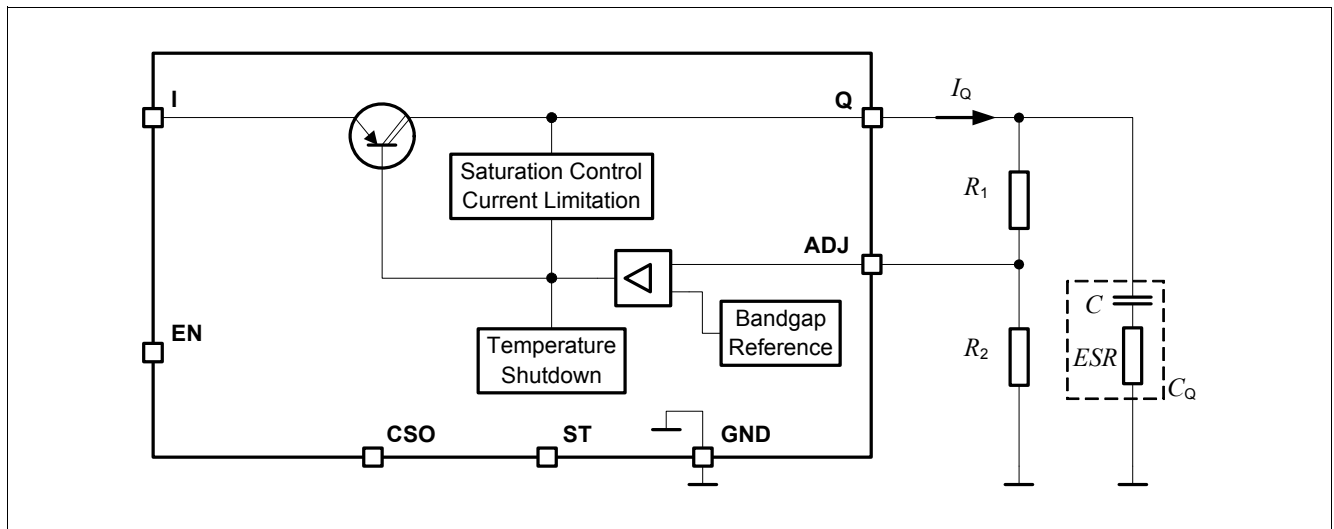 I
Q
I_Q
Saturation Control
Current Limitation
R_1
ADJ
Bandgap
Reference
C
EN
Temperature
Shutdown
R_2
ESR
C_Q
CSO
ST
GND